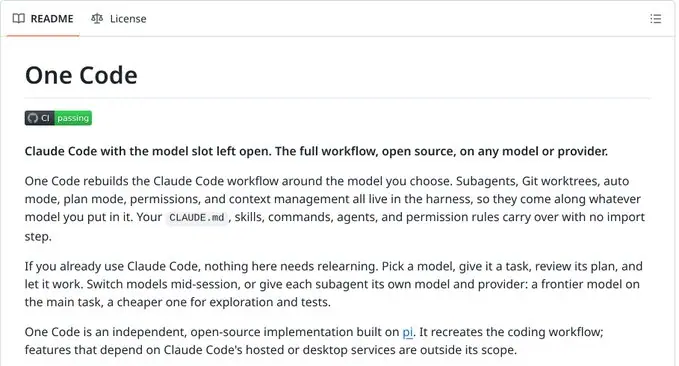 README
License
One Code
CI passing
Claude Code with the model slot left open. The full workflow, open source, on any model or provider.
One Code rebuilds the Claude Code workflow around the model you choose. Subagents, Git worktrees, auto
mode, plan mode, permissions, and context management all live in the harness, so they come along whatever
model you put in it. Your CLAUDE.md, skills, commands, agents, and permission rules carry over with no import
step.
If you already use Claude Code, nothing here needs relearning. Pick a model, give it a task, review its plan, and
let it work. Switch models mid-session, or give each subagent its own model and provider: a frontier model on
the main task, a cheaper one for exploration and tests.
One Code is an independent, open-source implementation built on pi. It recreates the coding workflow;
features that depend on Claude Code's hosted or desktop services are outside its scope.